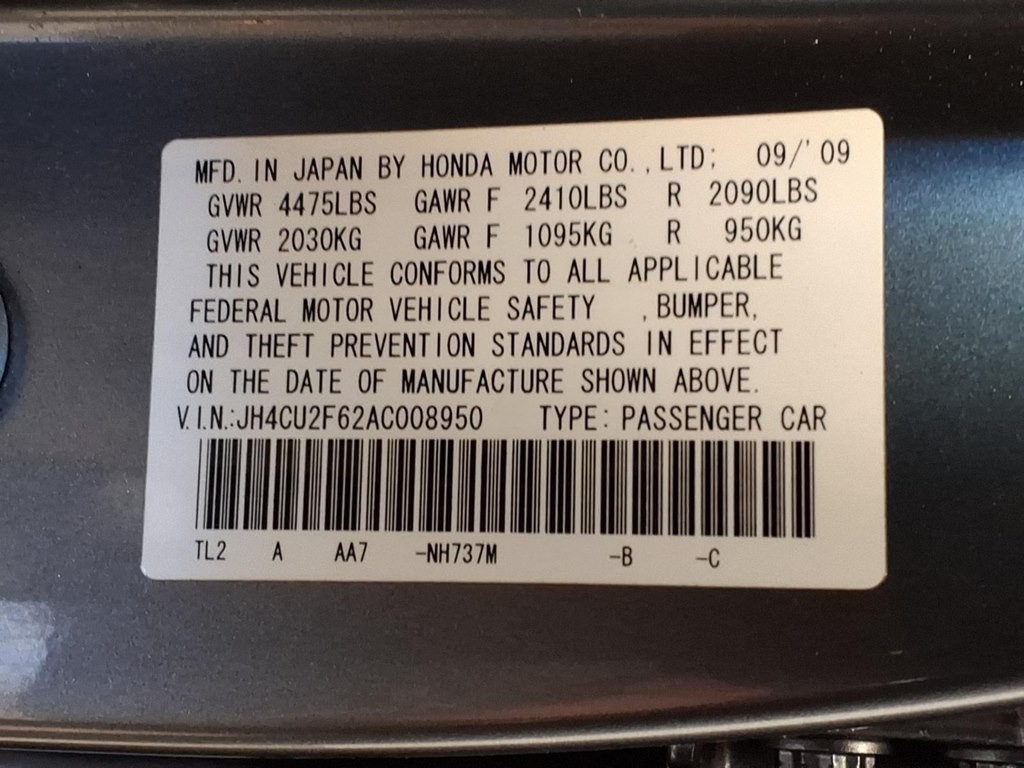 MFD. IN JAPAN BY HONDA MOTOR CO., LTD; 09/'09
GVWR 4475LBS GAWR F 2410LBS R 2090LBS
GVWR 2030KG GAWR F 1095KG R 950KG
THIS VEHICLE CONFORMS TO ALL APPLICABLE
FEDERAL MOTOR VEHICLE SAFETY , BUMPER,
AND THEFT PREVENTION STANDARDS IN EFFECT
ON THE DATE OF MANUFACTURE SHOWN ABOVE.
V.I.N.:JH4CU2F62AC008950 TYPE: PASSENGER CAR
TL2 A AA7 -NH737M -B -C